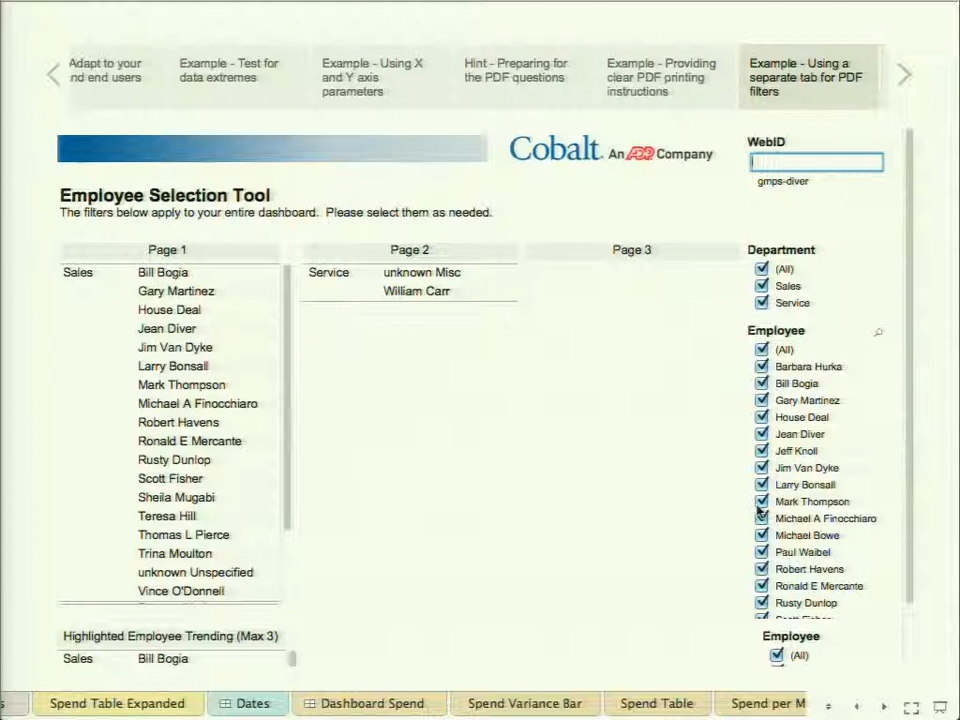 Adapt to your
nd end users
Example - Test for
data extremes
Example - Using X
and Y axis
parameters
Hint - Preparing for
the PDF questions
Example - Providing
clear PDF printing
instructions
Example - Using a
separate tab for PDF
filters
Cobalt. An ADP Company
WebID
gmps-diver
Employee Selection Tool
The filters below apply to your entire dashboard. Please select them as needed.
Page 1
Page 2
Page 3
Sales
Bill Bogia
Gary Martinez
House Deal
Jean Diver
Jim Van Dyke
Larry Bonsall
Mark Thompson
Michael A Finocchiaro
Robert Havens
Ronald E Mercante
Rusty Dunlop
Scott Fisher
Sheila Mugabi
Teresa Hill
Thomas L Pierce
Trina Moulton
unknown Unspecified
Vince O'Donnell
Service
unknown Misc
William Carr
Department
(All)
Sales
Service
Employee
(All)
Barbara Hurka
Bill Bogia
Gary Martinez
House Deal
Jean Diver
Jeff Knoll
Jim Van Dyke
Larry Bonsall
Mark Thompson
Michael A Finocchiaro
Michael Bowe
Paul Waibel
Robert Havens
Ronald E Mercante
Rusty Dunlop
Highlighted Employee Trending (Max 3)
Sales
Bill Bogia
Employee
(All)
s
Spend Table Expanded
Dates
Dashboard Spend
Spend Variance Bar
Spend Table
Spend per M